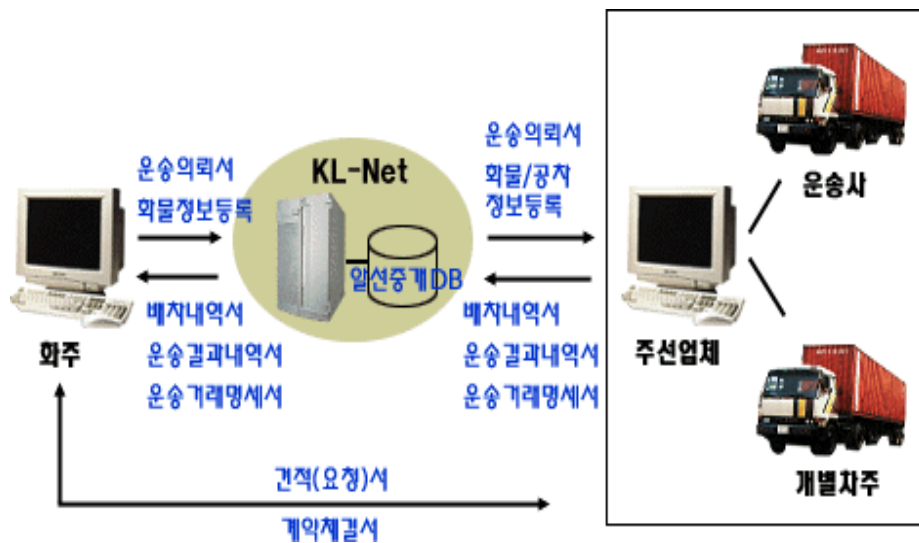 운송의뢰서
화물정보등록
KL-Net
알선중개DB
운송의뢰서
화물/공차
정보등록
운송사
배차내역서
운송결과내역서
운송거래명세서
화주
배차내역서
운송결과내역서
운송거래명세서
주선업체
개별차주
견적(요청)서
계약체결서